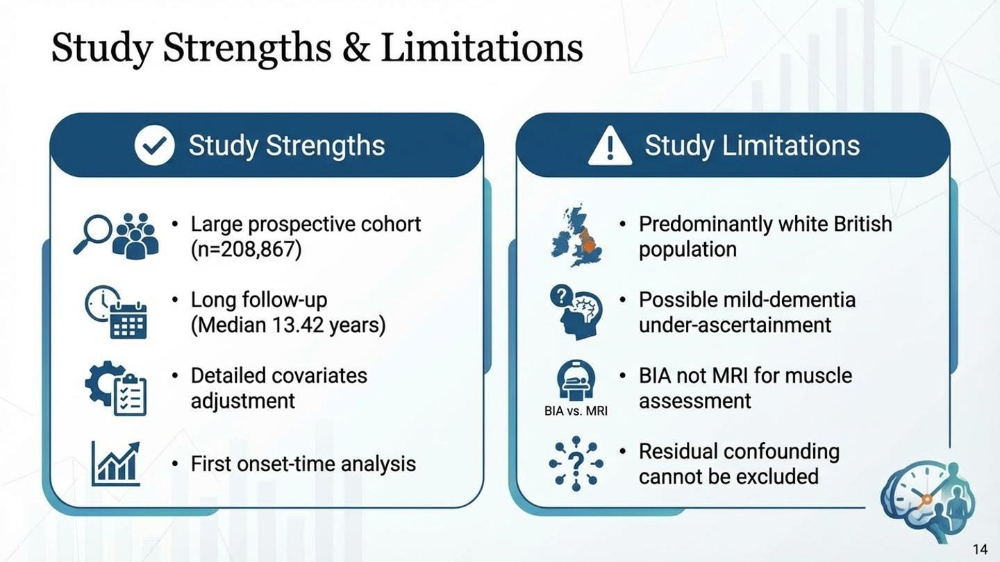 Study Strengths & Limitations
Study Strengths
• Large prospective cohort
(n=208,867)
• Long follow-up
(Median 13.42 years)
• Detailed covariates
adjustment
• First onset-time analysis
Study Limitations
• Predominantly white British
population
• Possible mild-dementia
under-ascertainment
BIA vs. MRI
• BIA not MRI for muscle
assessment
• Residual confounding
cannot be excluded
14